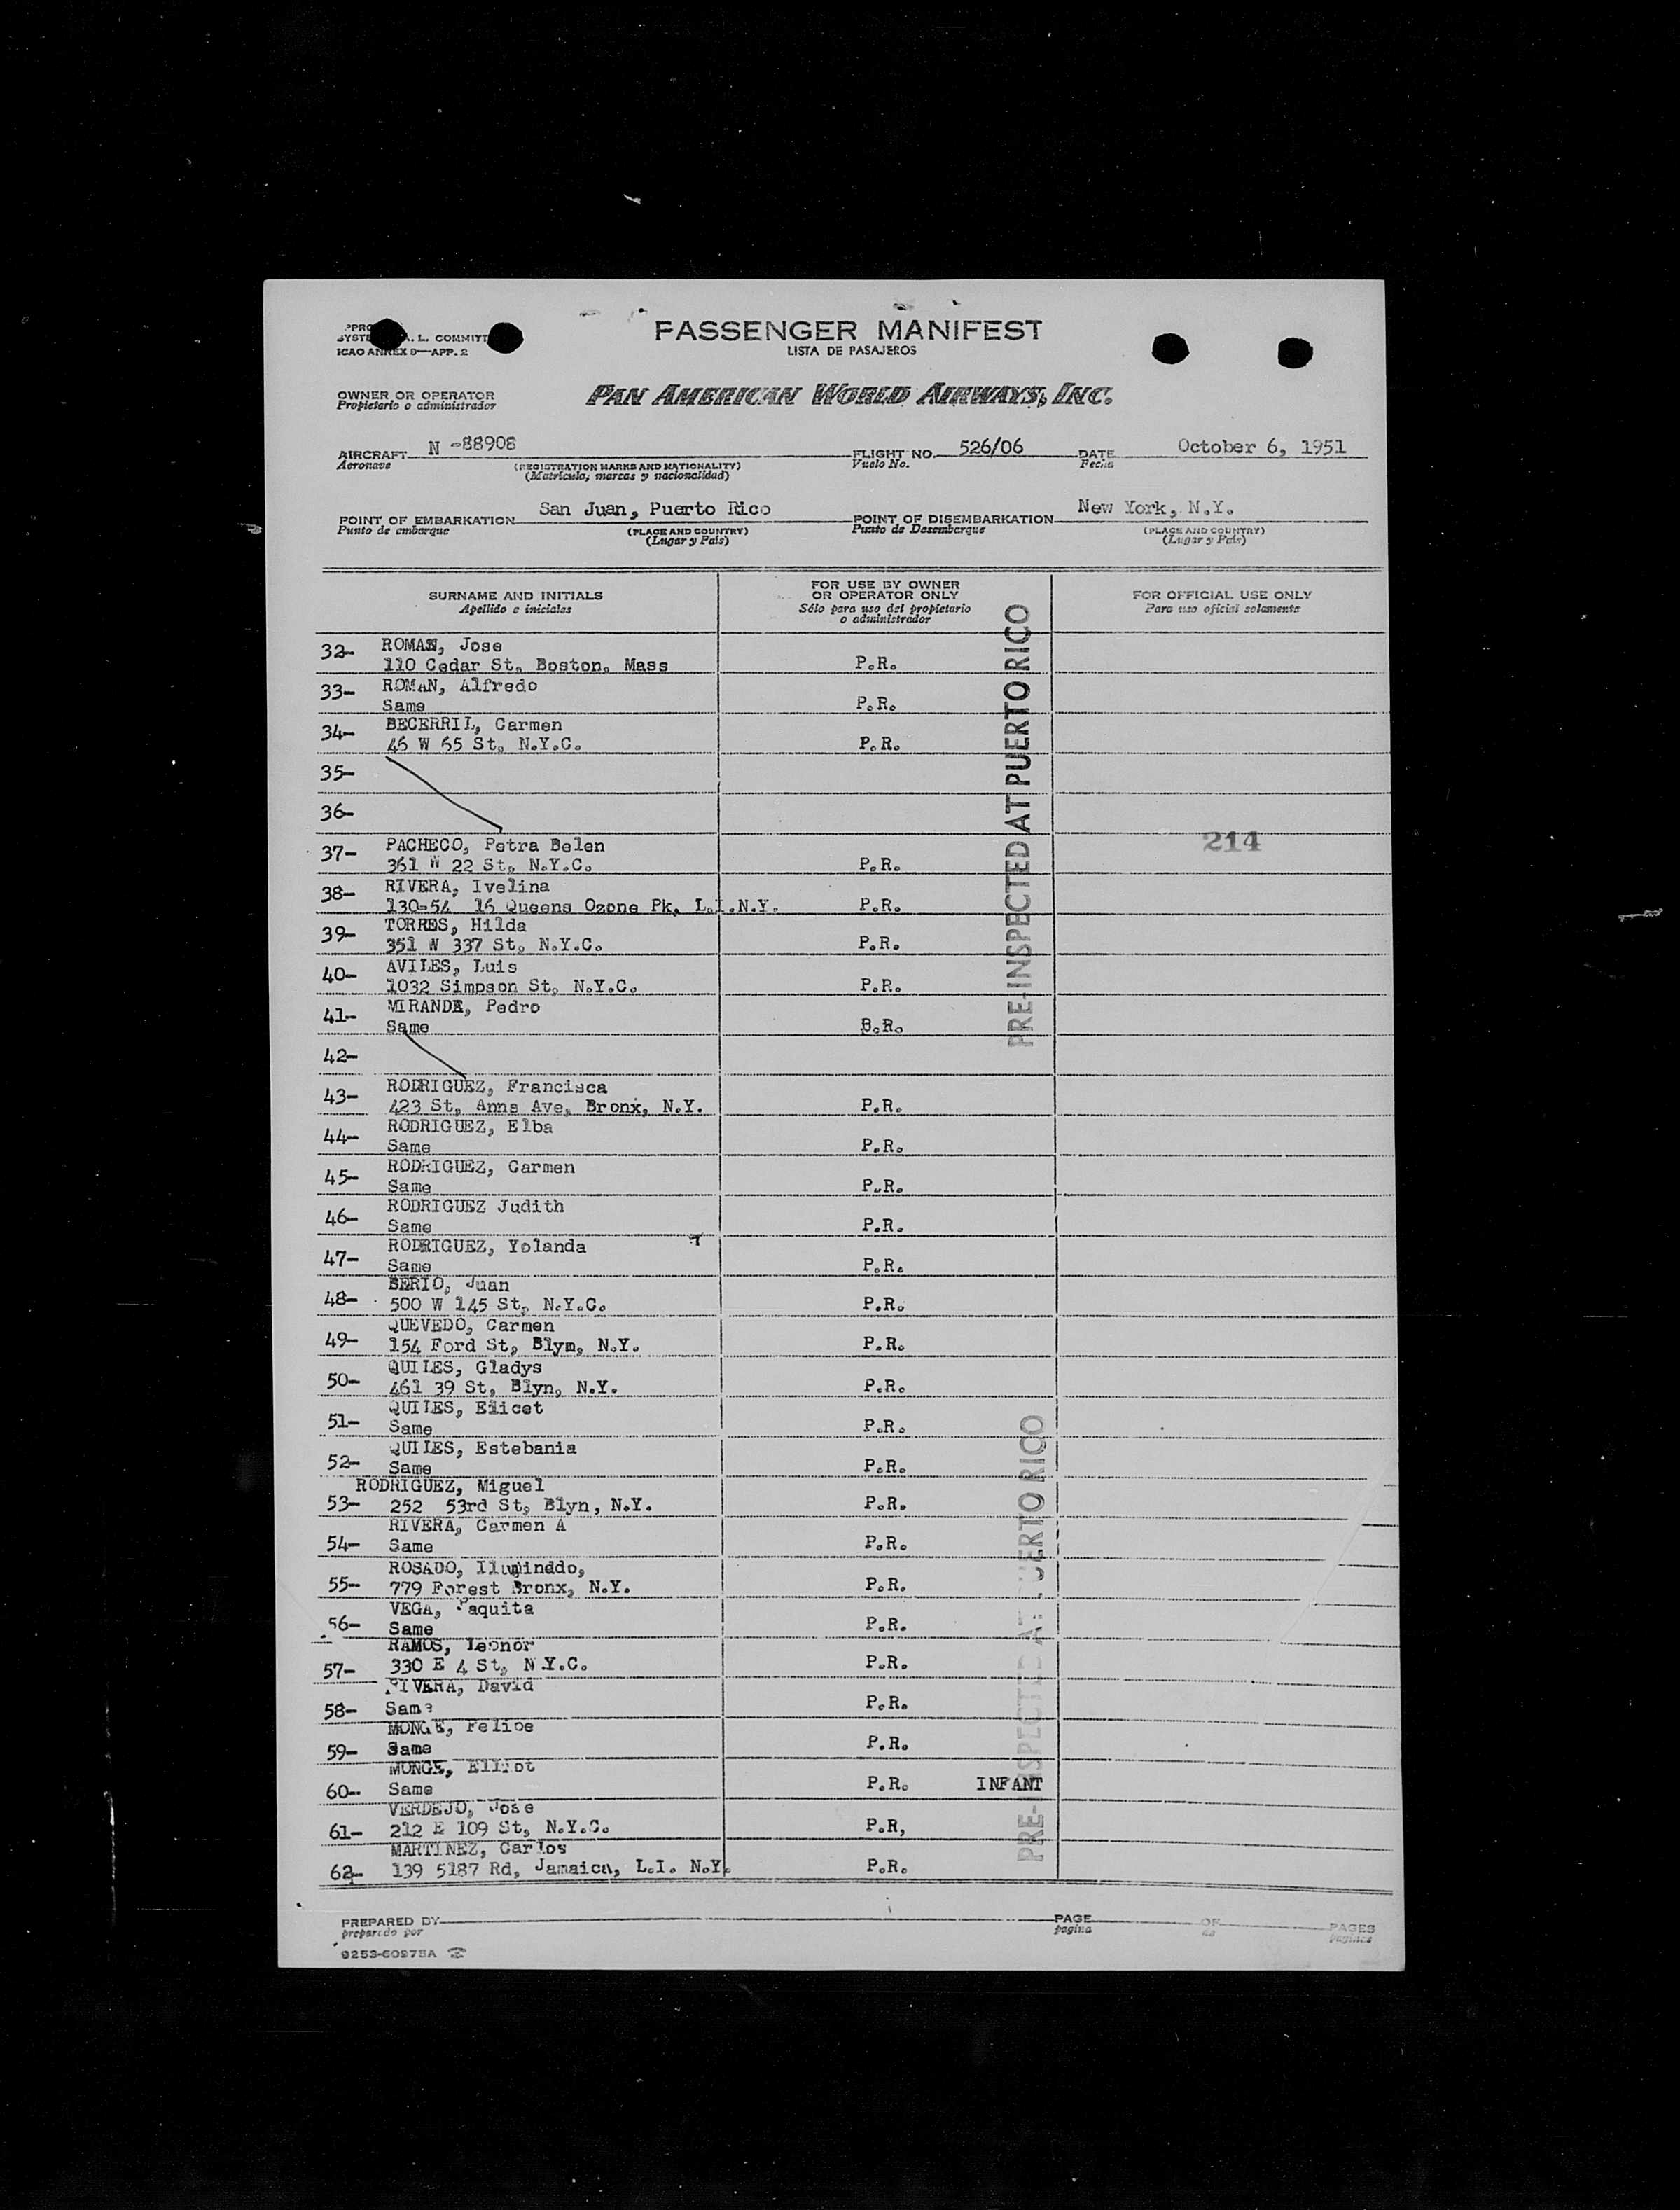 PASSENGER MANIFEST
LISTA DE PASAJEROS
A. L. COMMITT
ICAO ANNEX 9—APP. 2
OWNER OR OPERATOR
Propietario o administrador
PAN AMERICAN WORLD AIRWAYS, INC.
AIRCRAFT N -88908 FLIGHT NO. 526/06 DATE October 6, 1951
Aeronave (REGISTRATION MARKS AND NATIONALITY) Vuelo No. Fecha
(Matricula, marcas y nacionalidad)
POINT OF EMBARKATION San Juan, Puerto Rico POINT OF DISEMBARKATION New York, N.Y.
Punto de embarque (PLACE AND COUNTRY) Punto de Desembarque (PLACE AND COUNTRY)
(Lugar y País) (Lugar y País)
SURNAME AND INITIALS FOR USE BY OWNER OR OPERATOR ONLY FOR OFFICIAL USE ONLY
Apellido e iniciales Sólo para uso del propietario o administrador Para uso oficial solamente
PRE-INSPECTED AT PUERTO RICO
32- ROMAN, Jose
110 Cedar St, Boston, Mass P.R.
33- ROMAN, Alfredo
Same P.R.
34- BECERRIL, Carmen
46 W 65 St, N.Y.C. P.R.
35-
36-
214
37- PACHECO, Petra Belen
361 W 22 St, N.Y.C. P.R.
38- RIVERA, Ivelina
130-54 16 Queens Ozone Pk, L.I.N.Y. P.R.
39- TORRES, Hilda
351 W 337 St, N.Y.C. P.R.
40- AVILES, Luis
1032 Simpson St, N.Y.C. P.R.
41- MIRANDE, Pedro
Same P.R.
42-
43- RODRIGUEZ, Francisca
423 St, Anns Ave, Bronx, N.Y. P.R.
44- RODRIGUEZ, Elba
Same P.R.
45- RODRIGUEZ, Carmen
Same P.R.
46- RODRIGUEZ Judith
Same P.R.
47- RODRIGUEZ, Yolanda
Same P.R.
48- BERIO, Juan
500 W 145 St, N.Y.C. P.R.
49- QUEVEDO, Carmen
154 Ford St, Blym, N.Y. P.R.
50- QUILES, Gladys
461 39 St, Blyn, N.Y. P.R.
51- QUILES, Elicet
Same P.R.
52- QUILES, Estebania
Same P.R.
RODRIGUEZ, Miguel
53- 252 53rd St, Blyn, N.Y. P.R.
54- RIVERA, Carmen A
Same P.R.
55- ROSADO, Iluminado,
779 Forest Bronx, N.Y. P.R.
56- VEGA, Paquita
Same P.R.
RAMOS, Leonor
57- 330 E 4 St, N.Y.C. P.R.
RIVERA, David
58- Same P.R.
MONGE, Felipe
59- Same P.R.
MONGE, Elliot
60- Same P.R. INFANT
VERDEJO, Jose
61- 212 E 109 St, N.Y.C. P.R,
MARTINEZ, Carlos
62- 139 5187 Rd, Jamaica, L.I. N.Y. P.R.
PRE-INSPECTED AT PUERTO RICO
PREPARED BY PAGE OF PAGES
preparado por pagina de paginas
9253-60975A